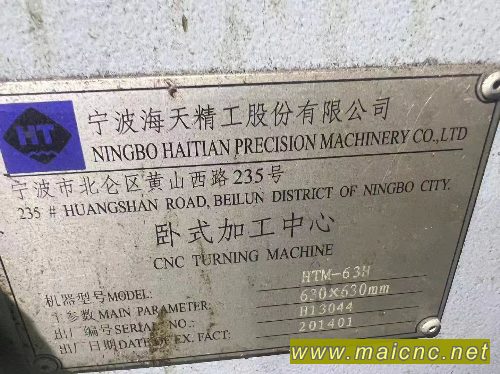 HT
宁波海天精工股份有限公司
NINGBO HAITIAN PRECISION MACHINERY CO.,LTD
宁波市北仑区黄山西路235号
235 # HUANGSHAN ROAD, BEILUN DISTRICT OF NINGBO CITY.
卧式加工中心
CNC TURNING MACHINE
机器型号MODEL: HTM-63H
主参数MAIN PARAMETER: 630×630mm
出厂编号SERIAL NO.: H13044
出厂日期DATE OF EX. FACT: 201401
www.maicnc.net